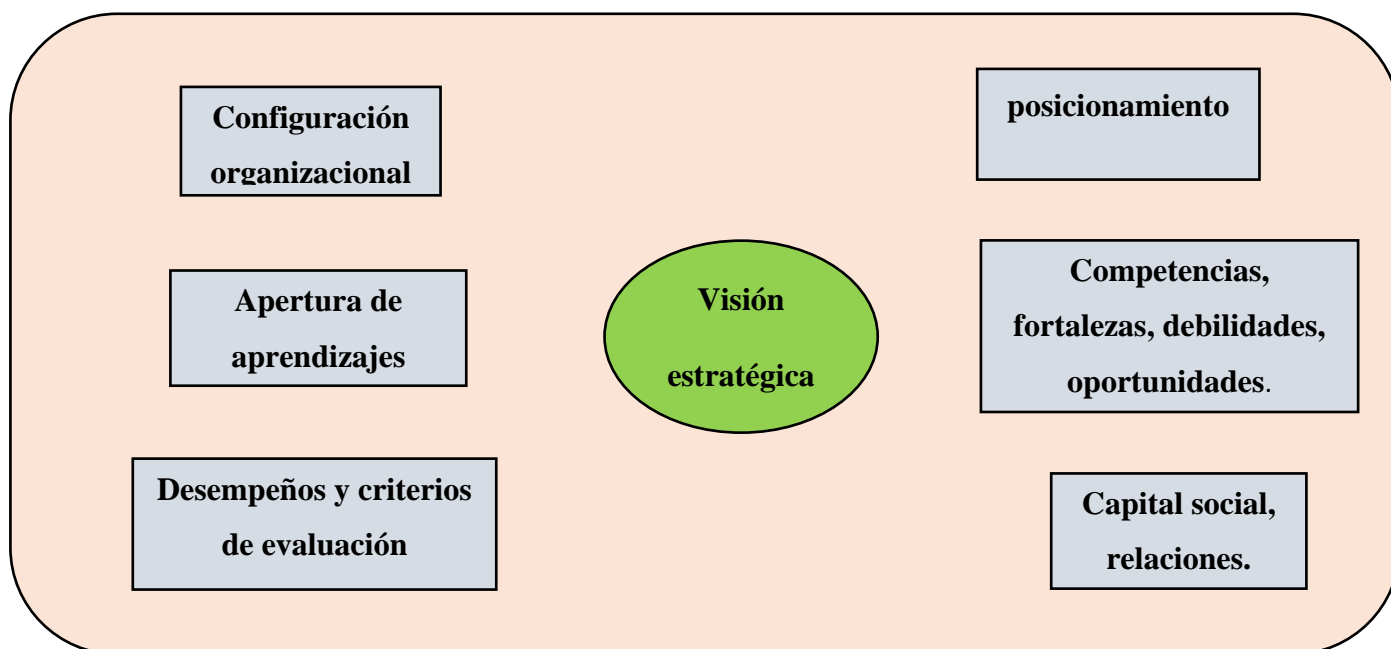 Configuración
organizacional
Apertura de
aprendizajes
Desempeños y criterios
de evaluación
Visión
estratégica
posicionamiento
Competencias,
fortalezas, debilidades,
oportunidades.
Capital social,
relaciones.